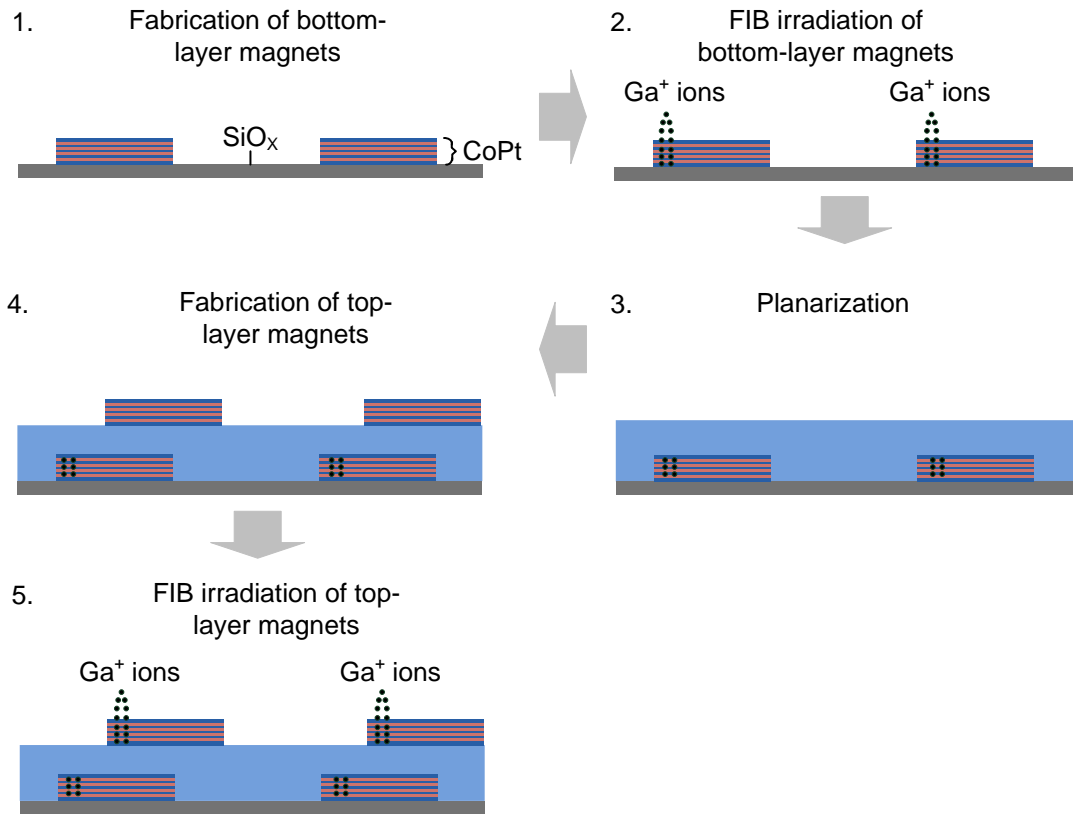 1.
Fabrication of bottom-
layer magnets
SiOX
CoPt
2.
FIB irradiation of
bottom-layer magnets
Ga+ ions
Ga+ ions
3.
Planarization
4.
Fabrication of top-
layer magnets
5.
FIB irradiation of top-
layer magnets
Ga+ ions
Ga+ ions